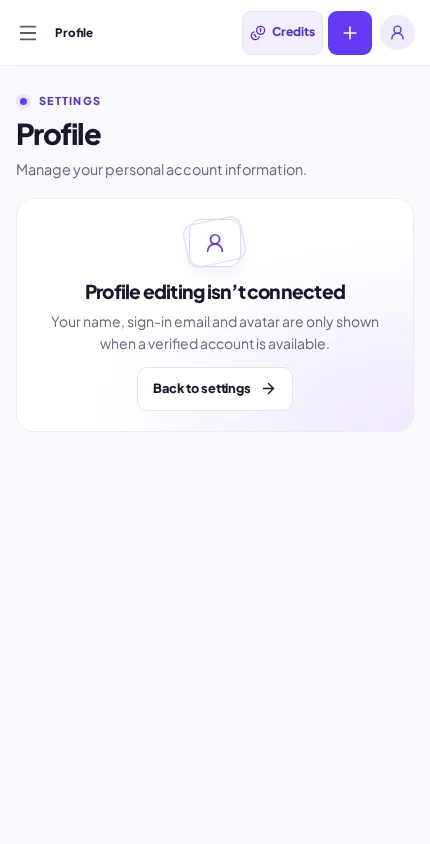 Profile
Credits
SETTINGS
Profile
Manage your personal account information.
Profile editing isn’t connected
Your name, sign-in email and avatar are only shown
when a verified account is available.
Back to settings